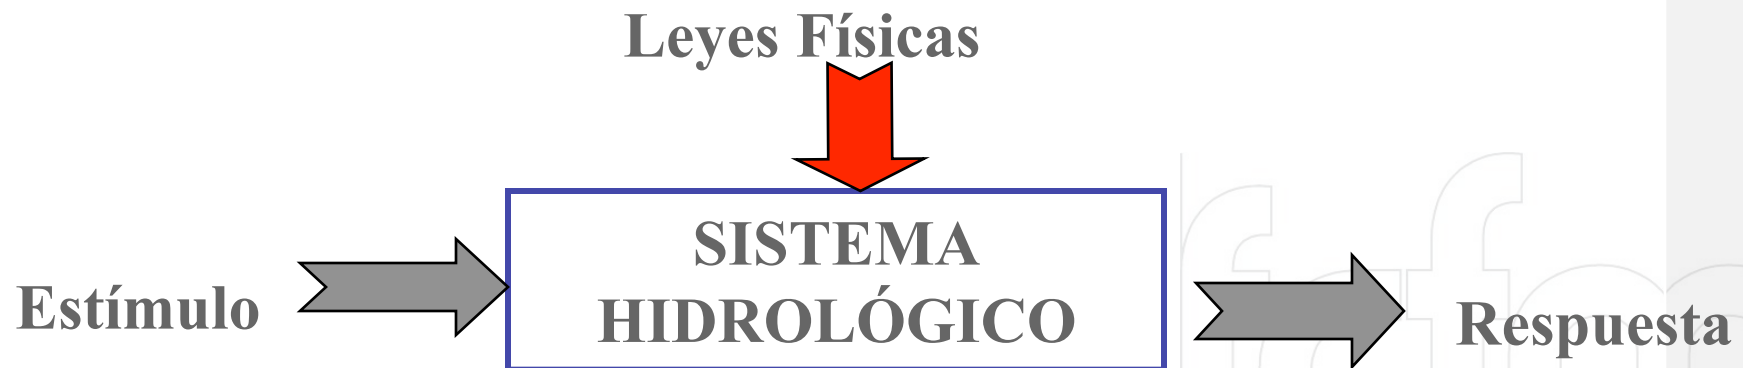 Leyes Físicas
SISTEMA
HIDROLÓGICO
Estímulo
Respuesta